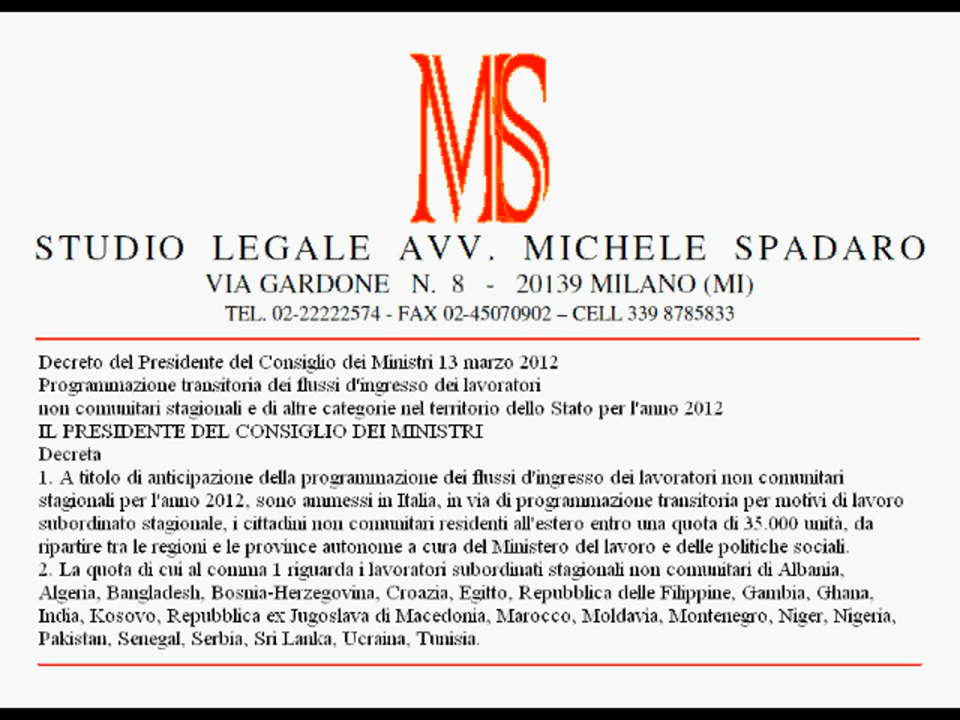 MS
STUDIO LEGALE AVV. MICHELE SPADARO
VIA GARDONE N. 8 - 20139 MILANO (MI)
TEL. 02-22222574 - FAX 02-45070902 – CELL 339 8785833
Decreto del Presidente del Consiglio dei Ministri 13 marzo 2012
Programmazione transitoria dei flussi d'ingresso dei lavoratori
non comunitari stagionali e di altre categorie nel territorio dello Stato per l'anno 2012
IL PRESIDENTE DEL CONSIGLIO DEI MINISTRI
Decreta
1. A titolo di anticipazione della programmazione dei flussi d'ingresso dei lavoratori non comunitari
stagionali per l'anno 2012, sono ammessi in Italia, in via di programmazione transitoria per motivi di lavoro
subordinato stagionale, i cittadini non comunitari residenti all'estero entro una quota di 35.000 unità, da
ripartire tra le regioni e le province autonome a cura del Ministero del lavoro e delle politiche sociali.
2. La quota di cui al comma 1 riguarda i lavoratori subordinati stagionali non comunitari di Albania,
Algeria, Bangladesh, Bosnia-Herzegovina, Croazia, Egitto, Repubblica delle Filippine, Gambia, Ghana,
India, Kosovo, Repubblica ex Jugoslava di Macedonia, Marocco, Moldavia, Montenegro, Niger, Nigeria,
Pakistan, Senegal, Serbia, Sri Lanka, Ucraina, Tunisia.